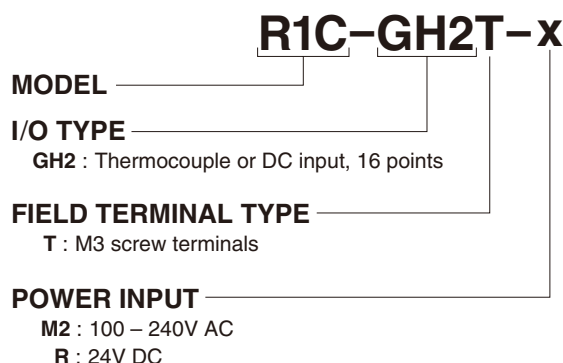 R1C–GH2T–x
MODEL
I/O TYPE
GH2 : Thermocouple or DC input, 16 points
FIELD TERMINAL TYPE
T : M3 screw terminals
POWER INPUT
M2 : 100 – 240V AC
R : 24V DC